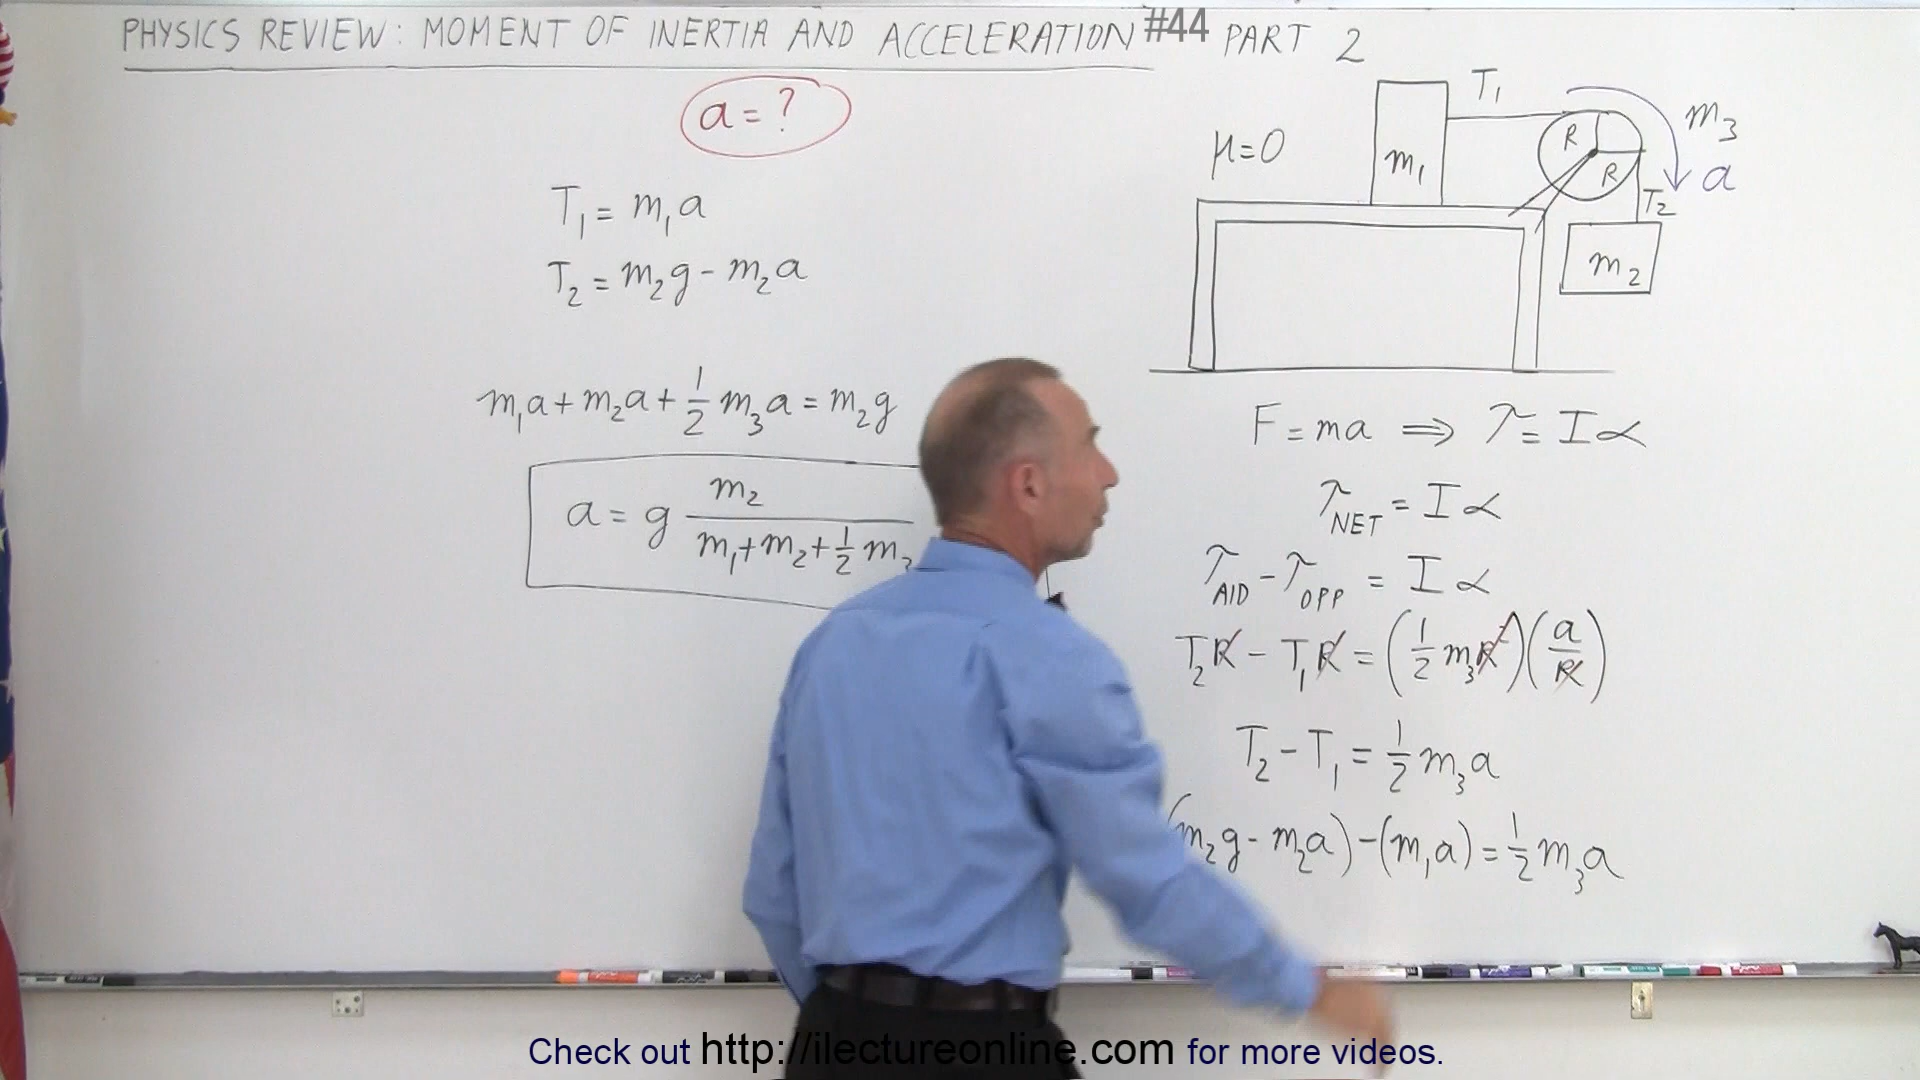 PHYSICS REVIEW: MOMENT OF INERTIA AND ACCELERATION #44 PART 2
a = ?
T₁ = m₁a
T₂ = m₂g - m₂a
m₁a + m₂a + 1/2 m₃a = m₂g
a = g m₂ / (m₁ + m₂ + 1/2 m₃
μ = 0
m₁
T₁
R
R
m₃
a
T₂
m₂
F = ma ⟹ τ = Iα
τ_NET = Iα
τ_AID - τ_OPP = Iα
T₂R - T₁R = (1/2 m₃R²)(a/R)
T₂ - T₁ = 1/2 m₃a
(m₂g - m₂a) - (m₁a) = 1/2 m₃a
Check out http://ilectureonline.com for more videos.